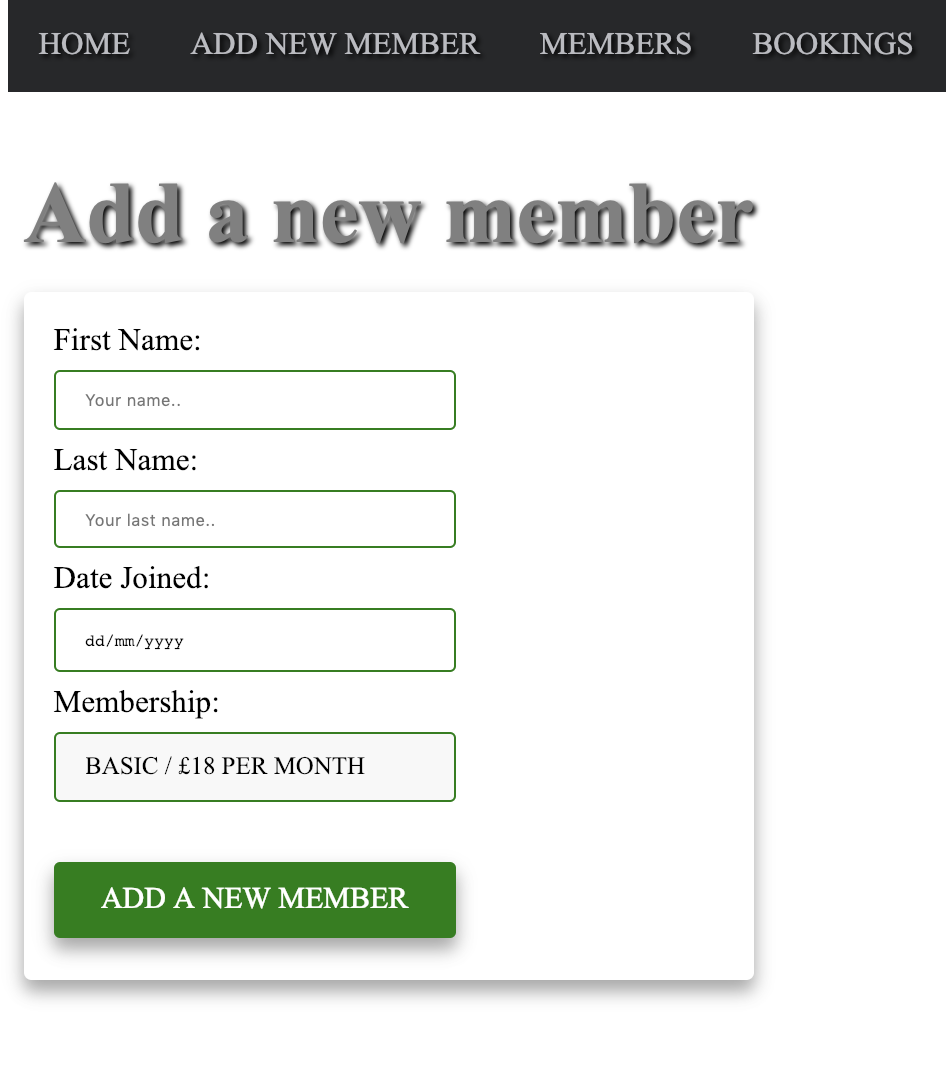 HOME ADD NEW MEMBER MEMBERS BOOKINGS
Add a new member
First Name:
Your name..
Last Name:
Your last name..
Date Joined:
dd/mm/yyyy
Membership:
BASIC / £18 PER MONTH
ADD A NEW MEMBER